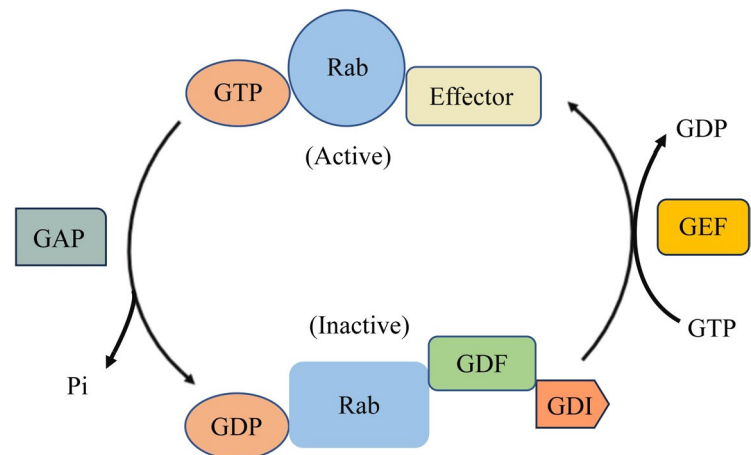 Rab
GTP
Effector
(Active)
GDP
GAP
GEF
(Inactive)
GTP
GDF
Pi
Rab
GDI
GDP